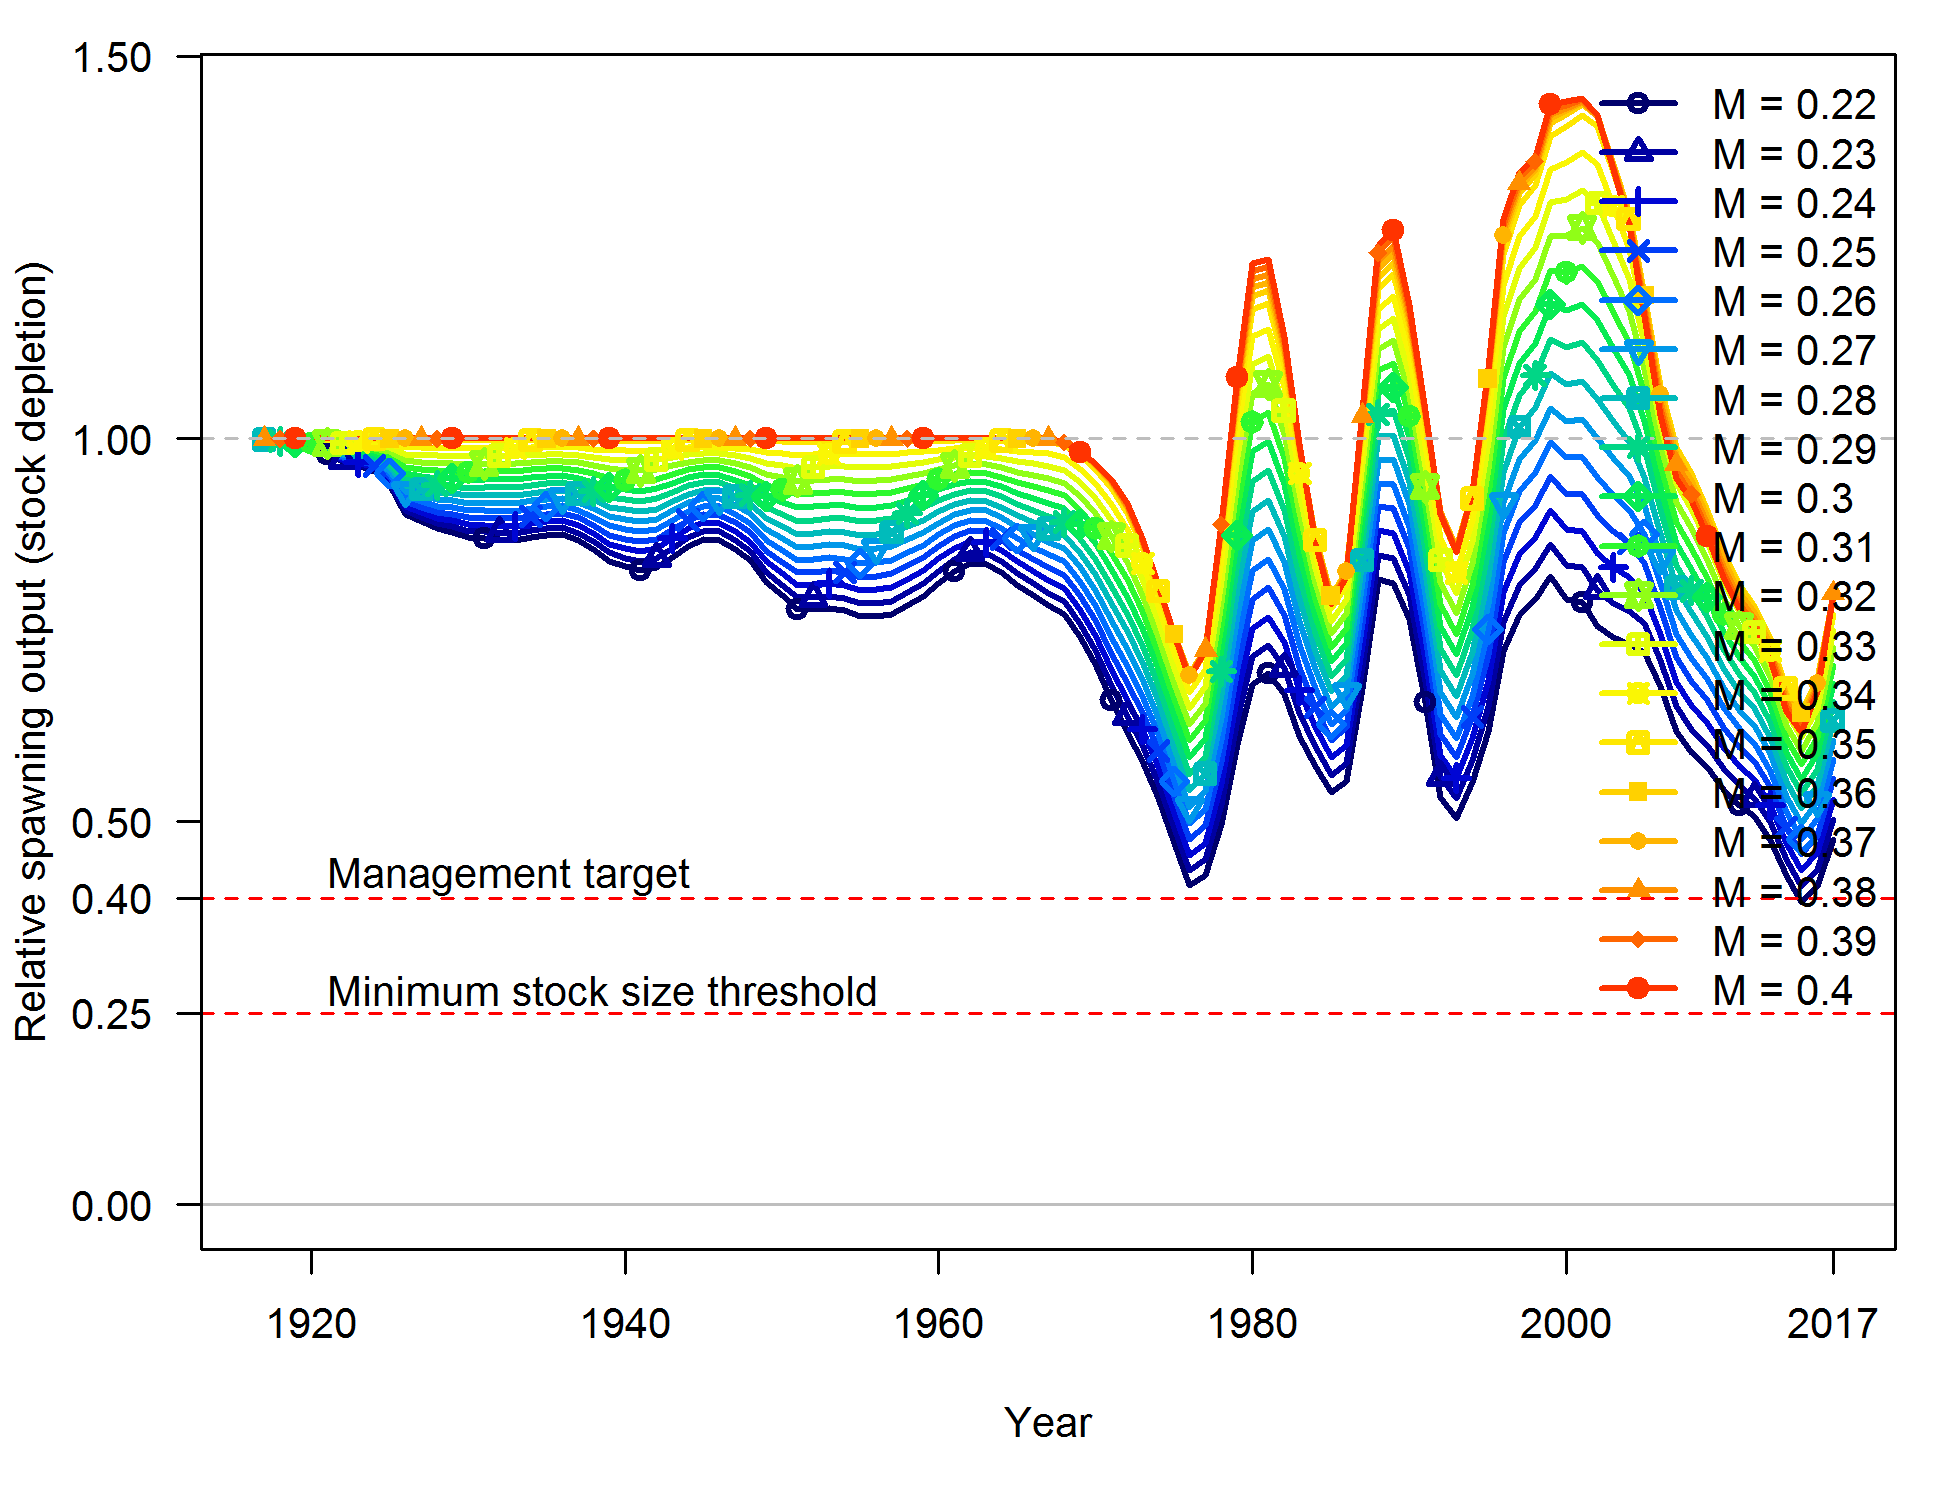 1.50
1.00
0.50
0.40
0.25
0.00
Relative spawning output (stock depletion)
Management target
Minimum stock size threshold
M = 0.22
M = 0.23
M = 0.24
M = 0.25
M = 0.26
M = 0.27
M = 0.28
M = 0.29
M = 0.3
M = 0.31
M = 0.32
M = 0.33
M = 0.34
M = 0.35
M = 0.36
M = 0.37
M = 0.38
M = 0.39
M = 0.4
1920 1940 1960 1980 2000 2017
Year